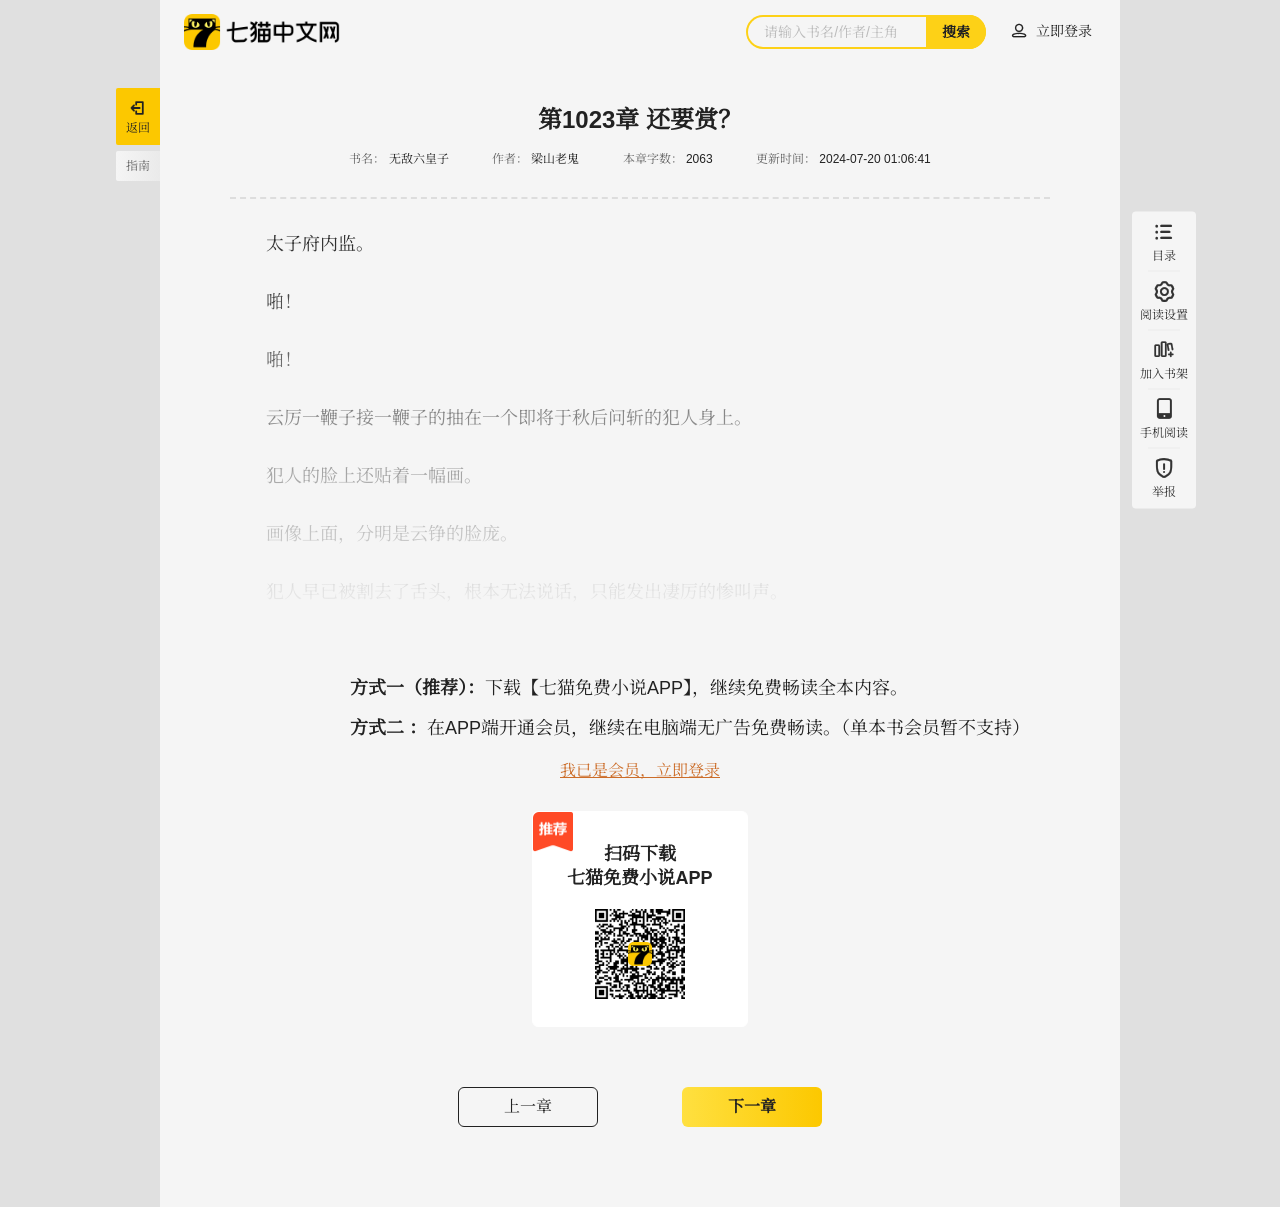 七猫中文网
请输入书名/作者/主角
搜索
立即登录
返回
指南
第1023章 还要赏？
书名： 无敌六皇子 作者： 梁山老鬼 本章字数： 2063 更新时间： 2024-07-20 01:06:41
太子府内监。
啪！
啪！
云厉一鞭子接一鞭子的抽在一个即将于秋后问斩的犯人身上。
犯人的脸上还贴着一幅画。
画像上面，分明是云铮的脸庞。
犯人早已被割去了舌头，根本无法说话，只能发出凄厉的惨叫声。
目录
阅读设置
加入书架
手机阅读
举报
方式一（推荐）： 下载【七猫免费小说APP】，继续免费畅读全本内容。
方式二 ： 在APP端开通会员，继续在电脑端无广告免费畅读。（单本书会员暂不支持）
我已是会员，立即登录
推荐
扫码下载
七猫免费小说APP
上一章
下一章